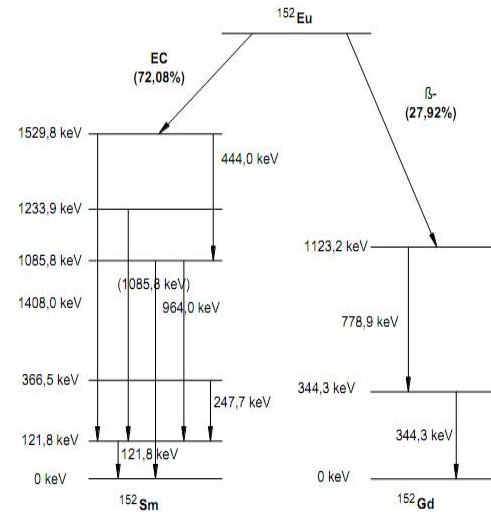 152Eu
EC
(72,08%)
ß-
(27,92%)
1529,8 keV
444,0 keV
1233,9 keV
1085,8 keV
1123,2 keV
(1085,8 keV)
1408,0 keV
964,0 keV
778,9 keV
366,5 keV
344,3 keV
247,7 keV
121,8 keV
121,8 keV
344,3 keV
0 keV
0 keV
152Sm
152Gd